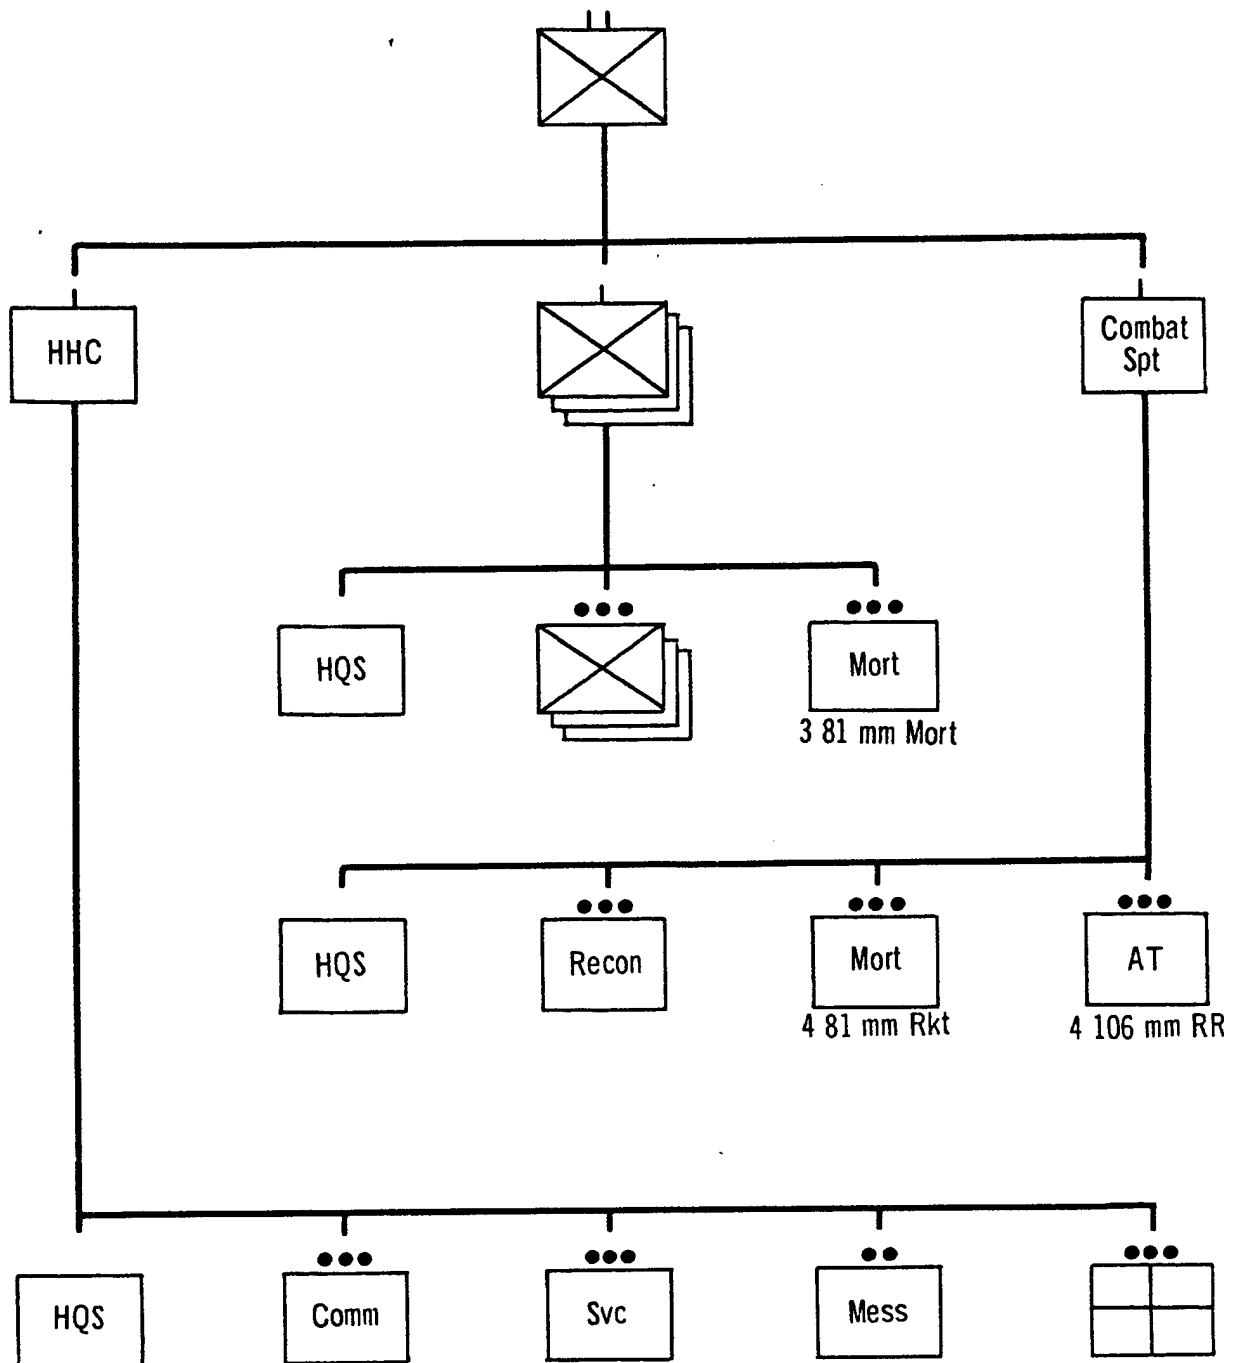 HHC
Combat
Spt
HQS
Mort
3 81 mm Mort
HQS
Recon
Mort
AT
4 81 mm Rkt
4 106 mm RR
HQS
Comm
Svc
Mess